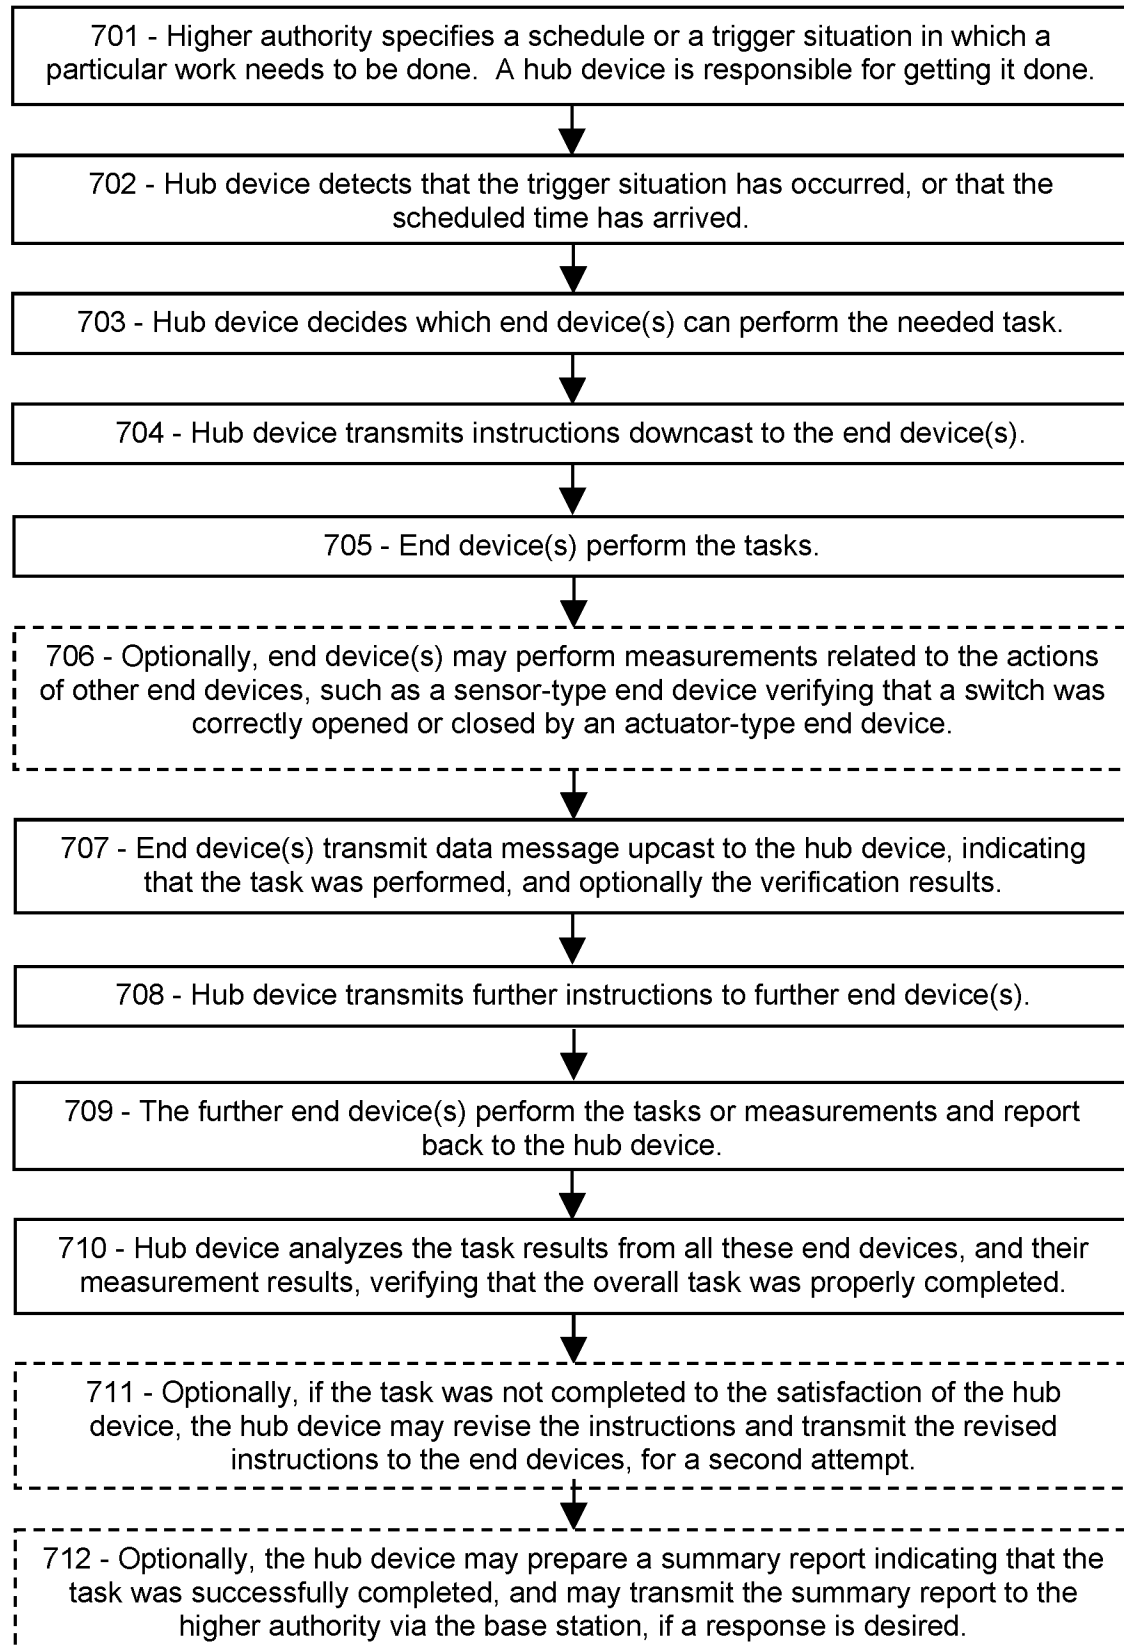 701 - Higher authority specifies a schedule or a trigger situation in which a
particular work needs to be done.  A hub device is responsible for getting it done.
702 - Hub device detects that the trigger situation has occurred, or that the
scheduled time has arrived.
703 - Hub device decides which end device(s) can perform the needed task.
704 - Hub device transmits instructions downcast to the end device(s).
705 - End device(s) perform the tasks.
706 - Optionally, end device(s) may perform measurements related to the actions
of other end devices, such as a sensor-type end device verifying that a switch was
correctly opened or closed by an actuator-type end device.
707 - End device(s) transmit data message upcast to the hub device, indicating
that the task was performed, and optionally the verification results.
708 - Hub device transmits further instructions to further end device(s).
709 - The further end device(s) perform the tasks or measurements and report
back to the hub device.
710 - Hub device analyzes the task results from all these end devices, and their
measurement results, verifying that the overall task was properly completed.
711 - Optionally, if the task was not completed to the satisfaction of the hub
device, the hub device may revise the instructions and transmit the revised
instructions to the end devices, for a second attempt.
712 - Optionally, the hub device may prepare a summary report indicating that the
task was successfully completed, and may transmit the summary report to the
higher authority via the base station, if a response is desired.